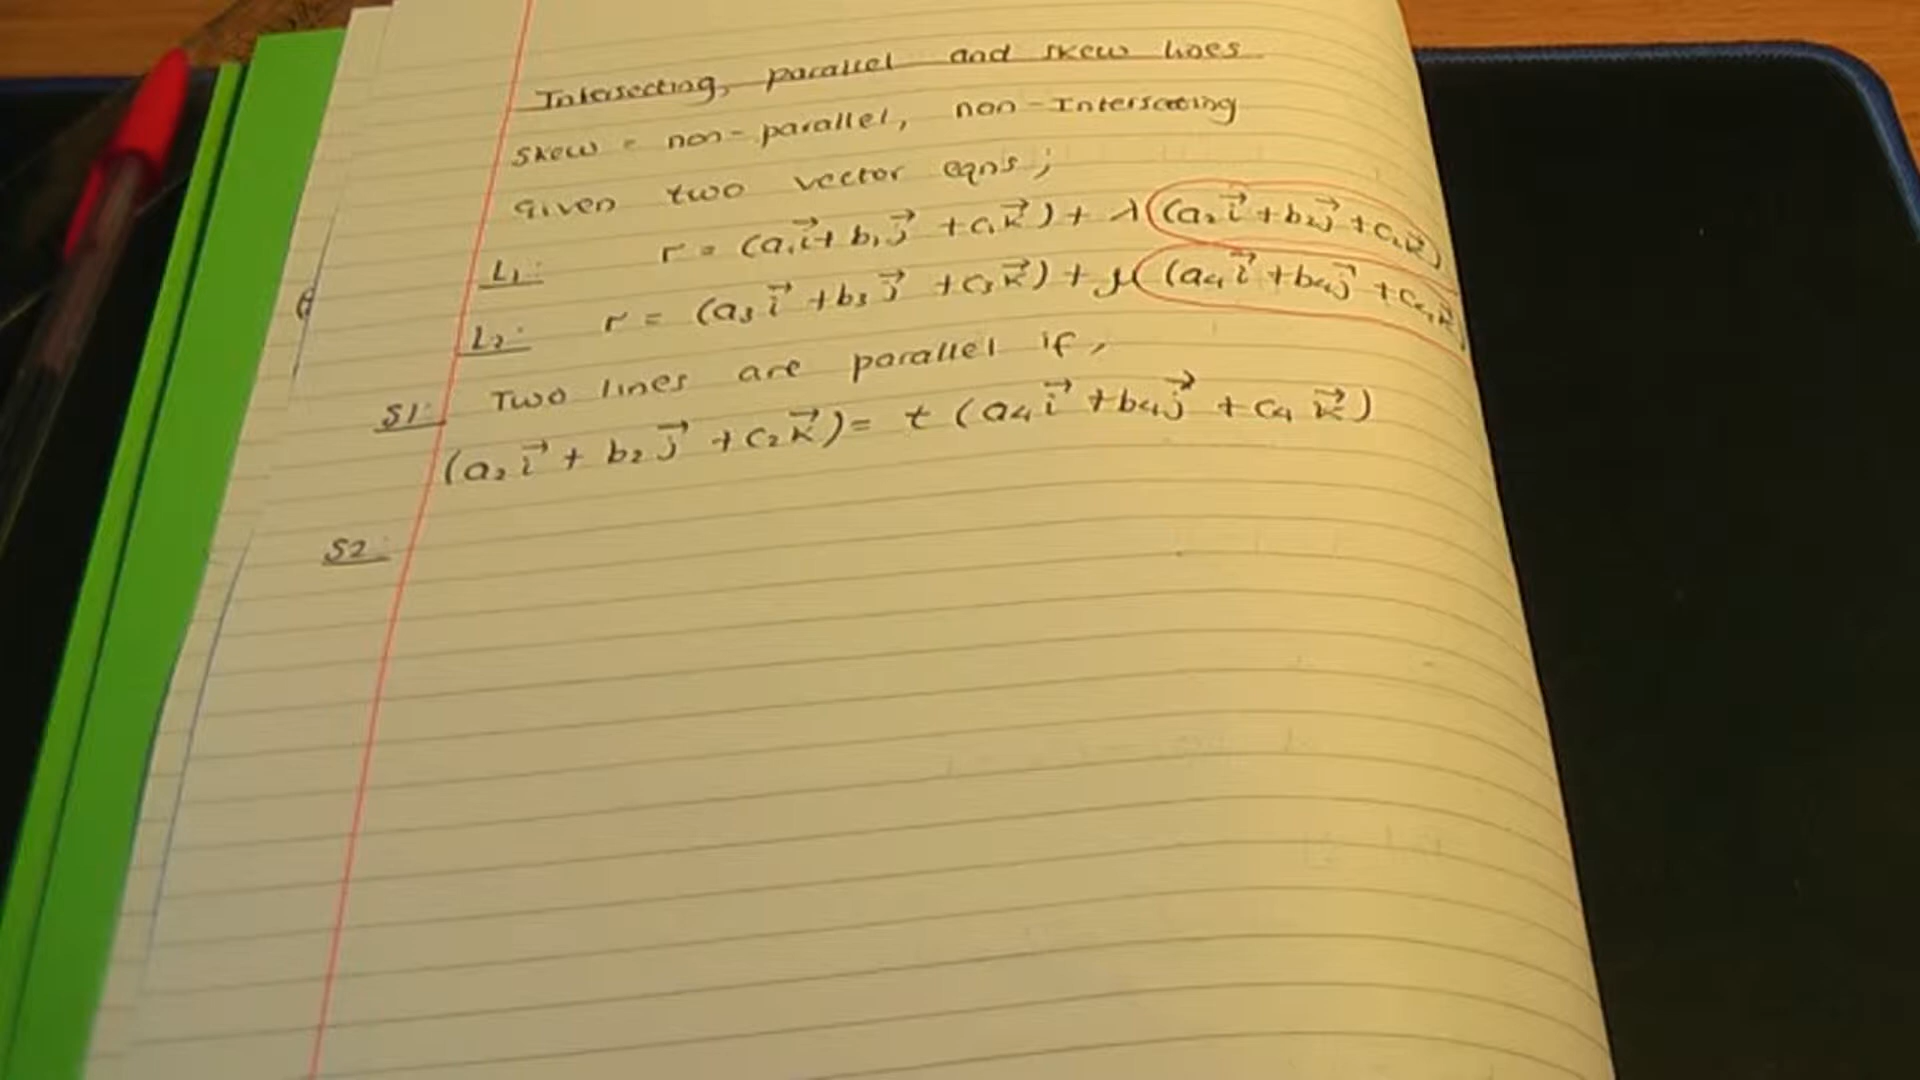 Intersecting, parallel and skew lines
skew = non-parallel, non-Intersecting
Given two vector eqns;
L₁: r = (a₁i⃗ + b₁j⃗ + c₁k⃗) + λ(a₂i⃗ + b₂j⃗ + c₂k⃗)
L₂: r = (a₃i⃗ + b₃j⃗ + c₃k⃗) + μ(a₄i⃗ + b₄j⃗ + c₄k⃗)
S1: Two lines are parallel if,
(a₂i⃗ + b₂j⃗ + c₂k⃗) = t (a₄i⃗ + b₄j⃗ + c₄k⃗)
S2: